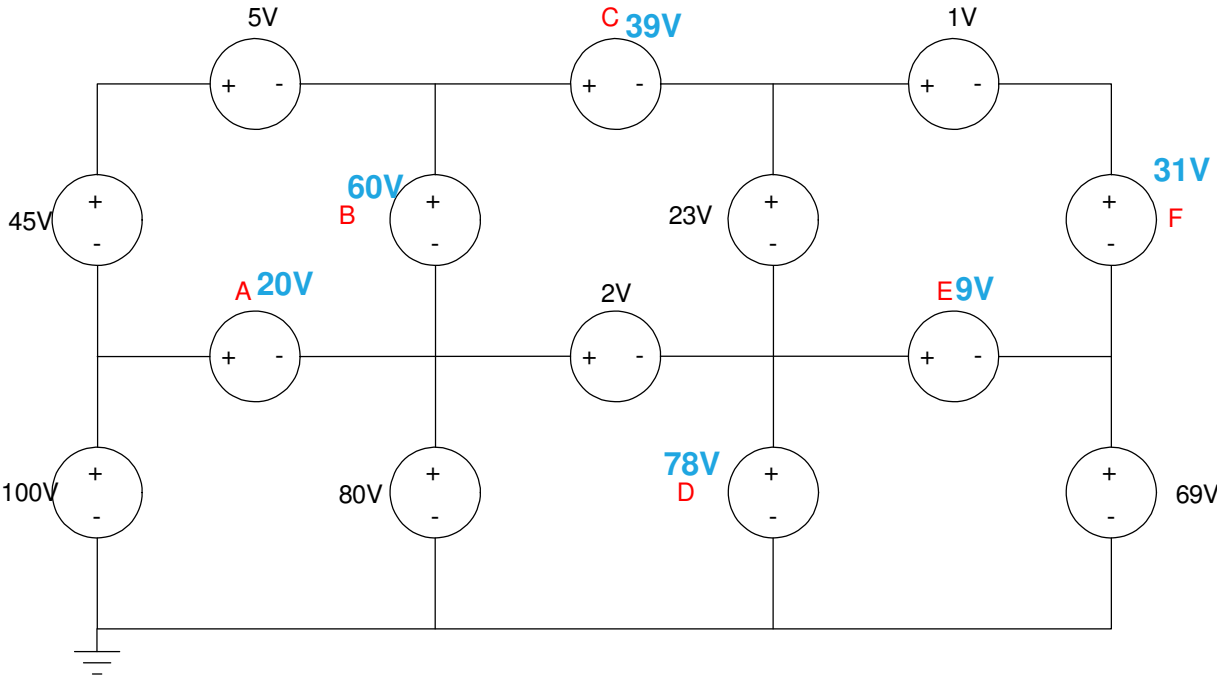 5V
C 39V
1V
+ -
+ -
+ -
45V
+
-
60V
B
+
-
23V
+
-
31V
F
+
-
A 20V
2V
E 9V
+ -
+ -
+ -
100V
+
-
80V
+
-
78V
D
+
-
69V
+
-